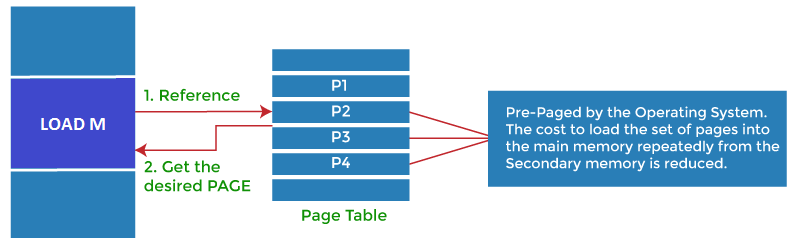 LOAD M
1. Reference
2. Get the
desired PAGE
P1
P2
P3
P4
Page Table
Pre-Paged by the Operating System.
The cost to load the set of pages into
the main memory repeatedly from the
Secondary memory is reduced.